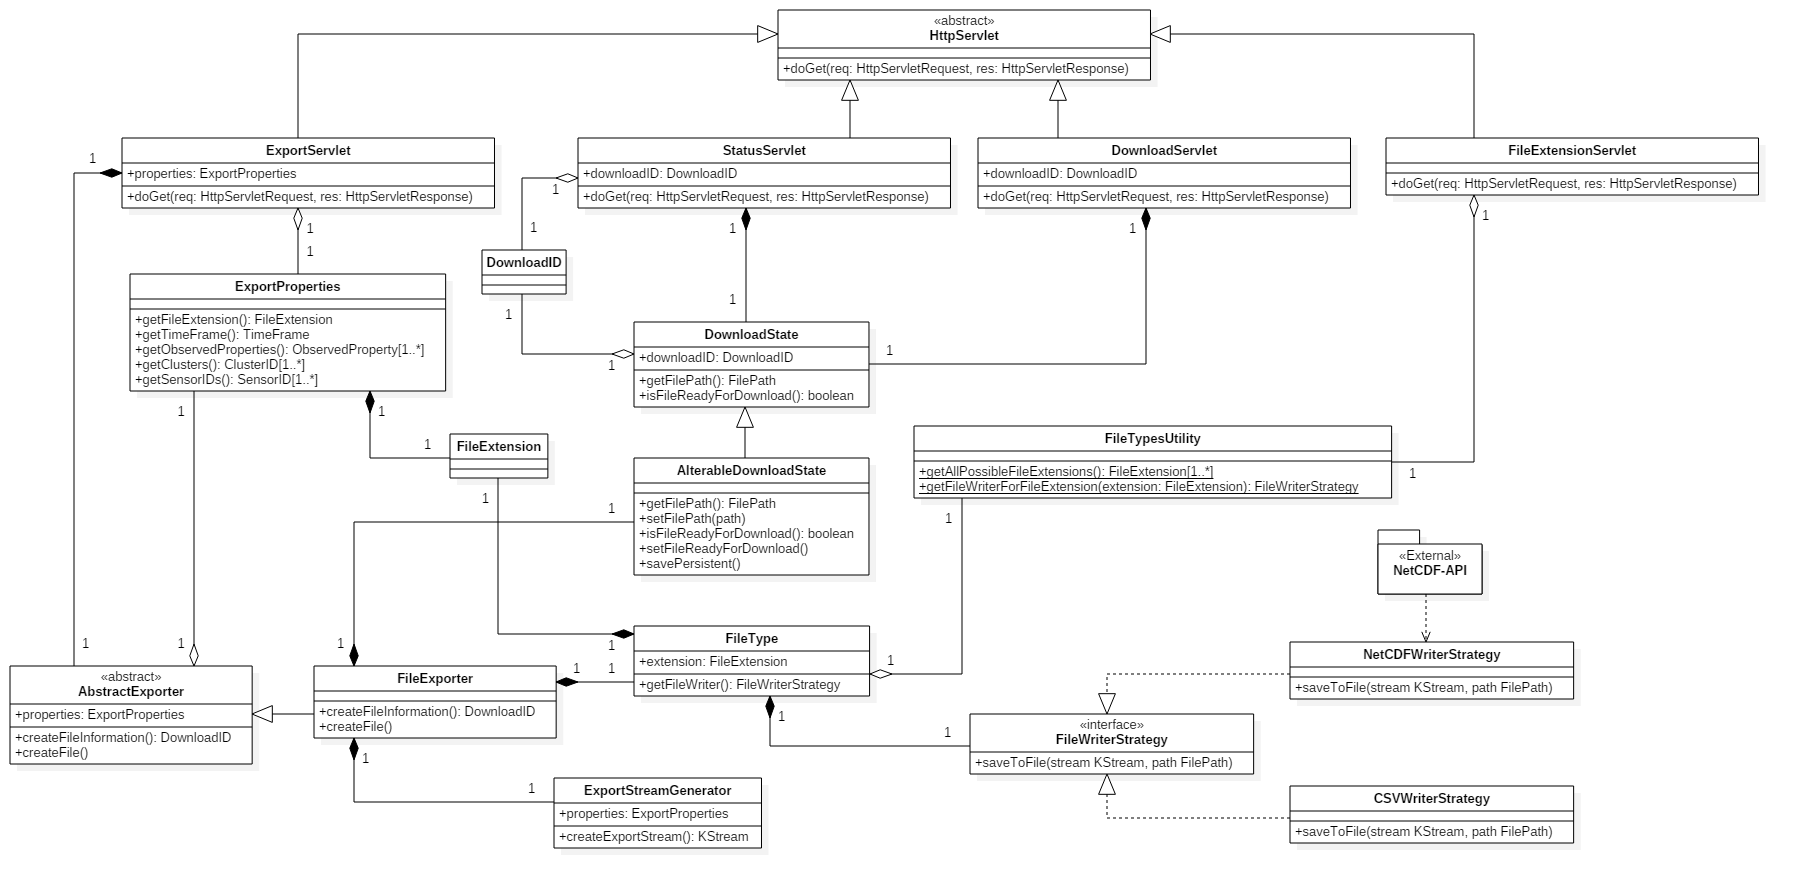 «abstract»
HttpServlet
+doGet(req: HttpServletRequest, res: HttpServletResponse)
ExportServlet
+properties: ExportProperties
+doGet(req: HttpServletRequest, res: HttpServletResponse)
StatusServlet
+downloadID: DownloadID
+doGet(req: HttpServletRequest, res: HttpServletResponse)
DownloadServlet
+downloadID: DownloadID
+doGet(req: HttpServletRequest, res: HttpServletResponse)
FileExtensionServlet
+doGet(req: HttpServletRequest, res: HttpServletResponse)
1
1
1
1
1
1
1
1
DownloadID
ExportProperties
+getFileExtension(): FileExtension
+getTimeFrame(): TimeFrame
+getObservedProperties(): ObservedProperty[1..*]
+getClusters(): ClusterID[1..*]
+getSensorIDs(): SensorID[1..*]
1
1
1
1
DownloadState
+downloadID: DownloadID
+getFilePath(): FilePath
+isFileReadyForDownload(): boolean
1
1
1
FileExtension
1
FileTypesUtility
+getAllPossibleFileExtensions(): FileExtension[1..*]
+getFileWriterForFileExtension(extension: FileExtension): FileWriterStrategy
1
1
AlterableDownloadState
+getFilePath(): FilePath
+setFilePath(path)
+isFileReadyForDownload(): boolean
+setFileReadyForDownload()
+savePersistent()
1
1
«External»
NetCDF-API
1
1
1
1
1
1
1
FileType
+extension: FileExtension
+getFileWriter(): FileWriterStrategy
1
NetCDFWriterStrategy
+saveToFile(stream KStream, path FilePath)
«abstract»
AbstractExporter
+properties: ExportProperties
+createFileInformation(): DownloadID
+createFile()
FileExporter
+createFileInformation(): DownloadID
+createFile()
1
1
«interface»
FileWriterStrategy
+saveToFile(stream KStream, path FilePath)
1
1
ExportStreamGenerator
+properties: ExportProperties
+createExportStream(): KStream
CSVWriterStrategy
+saveToFile(stream KStream, path FilePath)